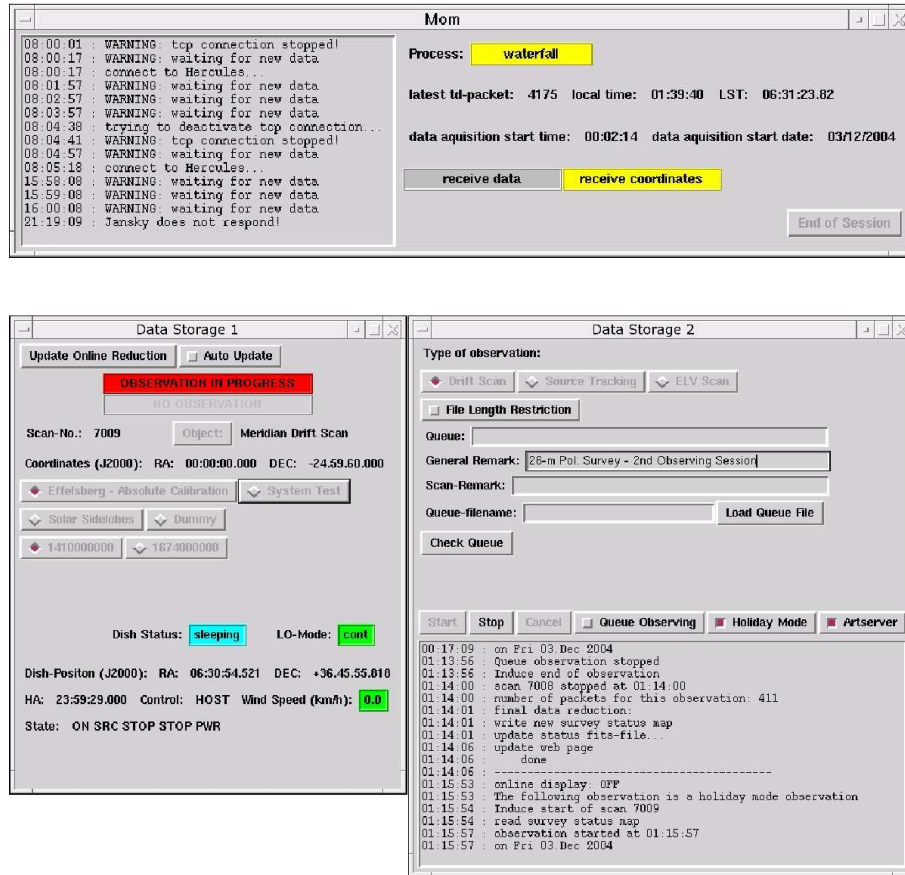 Mom
08:00:01 : WARNING: tcp connection stopped!
08:00:17 : WARNING: waiting for new data
08:00:17 : connect to Hercules...
08:01:57 : WARNING: waiting for new data
08:02:57 : WARNING: waiting for new data
08:03:57 : WARNING: waiting for new data
08:04:38 : trying to deactivate tcp connection...
08:04:41 : WARNING: tcp connection stopped!
08:04:57 : WARNING: waiting for new data
08:05:18 : connect to Hercules...
15:58:08 : WARNING: waiting for new data
15:59:08 : WARNING: waiting for new data
16:00:08 : WARNING: waiting for new data
21:19:09 : Jansky does not respond!
Process: waterfall
latest td-packet: 4175 local time: 01:39:40 LST: 06:31:23.82
data aquisition start time: 00:02:14 data aquisition start date: 03/12/2004
receive data receive coordinates
End of Session
Data Storage 1
Update Online Reduction Auto Update
OBSERVATION IN PROGRESS
NO OBSERVATION
Scan-No.: 7009 Object: Meridian Drift Scan
Coordinates (J2000): RA: 00:00:00.000 DEC: -24.59.60.000
Effelsberg - Absolute Calibration System Test
Solar Sidelobes Dummy
1410000000 1674000000
Dish Status: sleeping LO-Mode: cont
Dish-Positon (J2000): RA: 06:30:54.521 DEC: +36.45.55.818
HA: 23:59:29.000 Control: HOST Wind Speed (km/h): 0.0
State: ON SRC STOP STOP PWR
Data Storage 2
Type of observation:
Drift Scan Source Tracking ELV Scan
File Length Restriction
Queue:
General Remark: 26-m Pol. Survey - 2nd Observing Session
Scan-Remark:
Queue-filename: Load Queue File
Check Queue
Start Stop Cancel Queue Observing Holiday Mode Artserver
00:17:09 : on Fri 03.Dec 2004
01:13:56 : Queue observation stopped
01:13:56 : Induce end of observation
01:14:00 : scan 7008 stopped at 01:14:00
01:14:00 : number of packets for this observation: 411
01:14:01 : final data reduction:
01:14:01 : write new survey status map
01:14:01 : update status fits-file...
01:14:06 : update web page
01:14:06 : done
01:14:06 : ----------------------------------------
01:15:53 : online display: OFF
01:15:53 : The following observation is a holiday mode observation
01:15:54 : Induce start of scan 7009
01:15:54 : read survey status map
01:15:57 : observation started at 01:15:57
01:15:57 : on Fri 03.Dec 2004